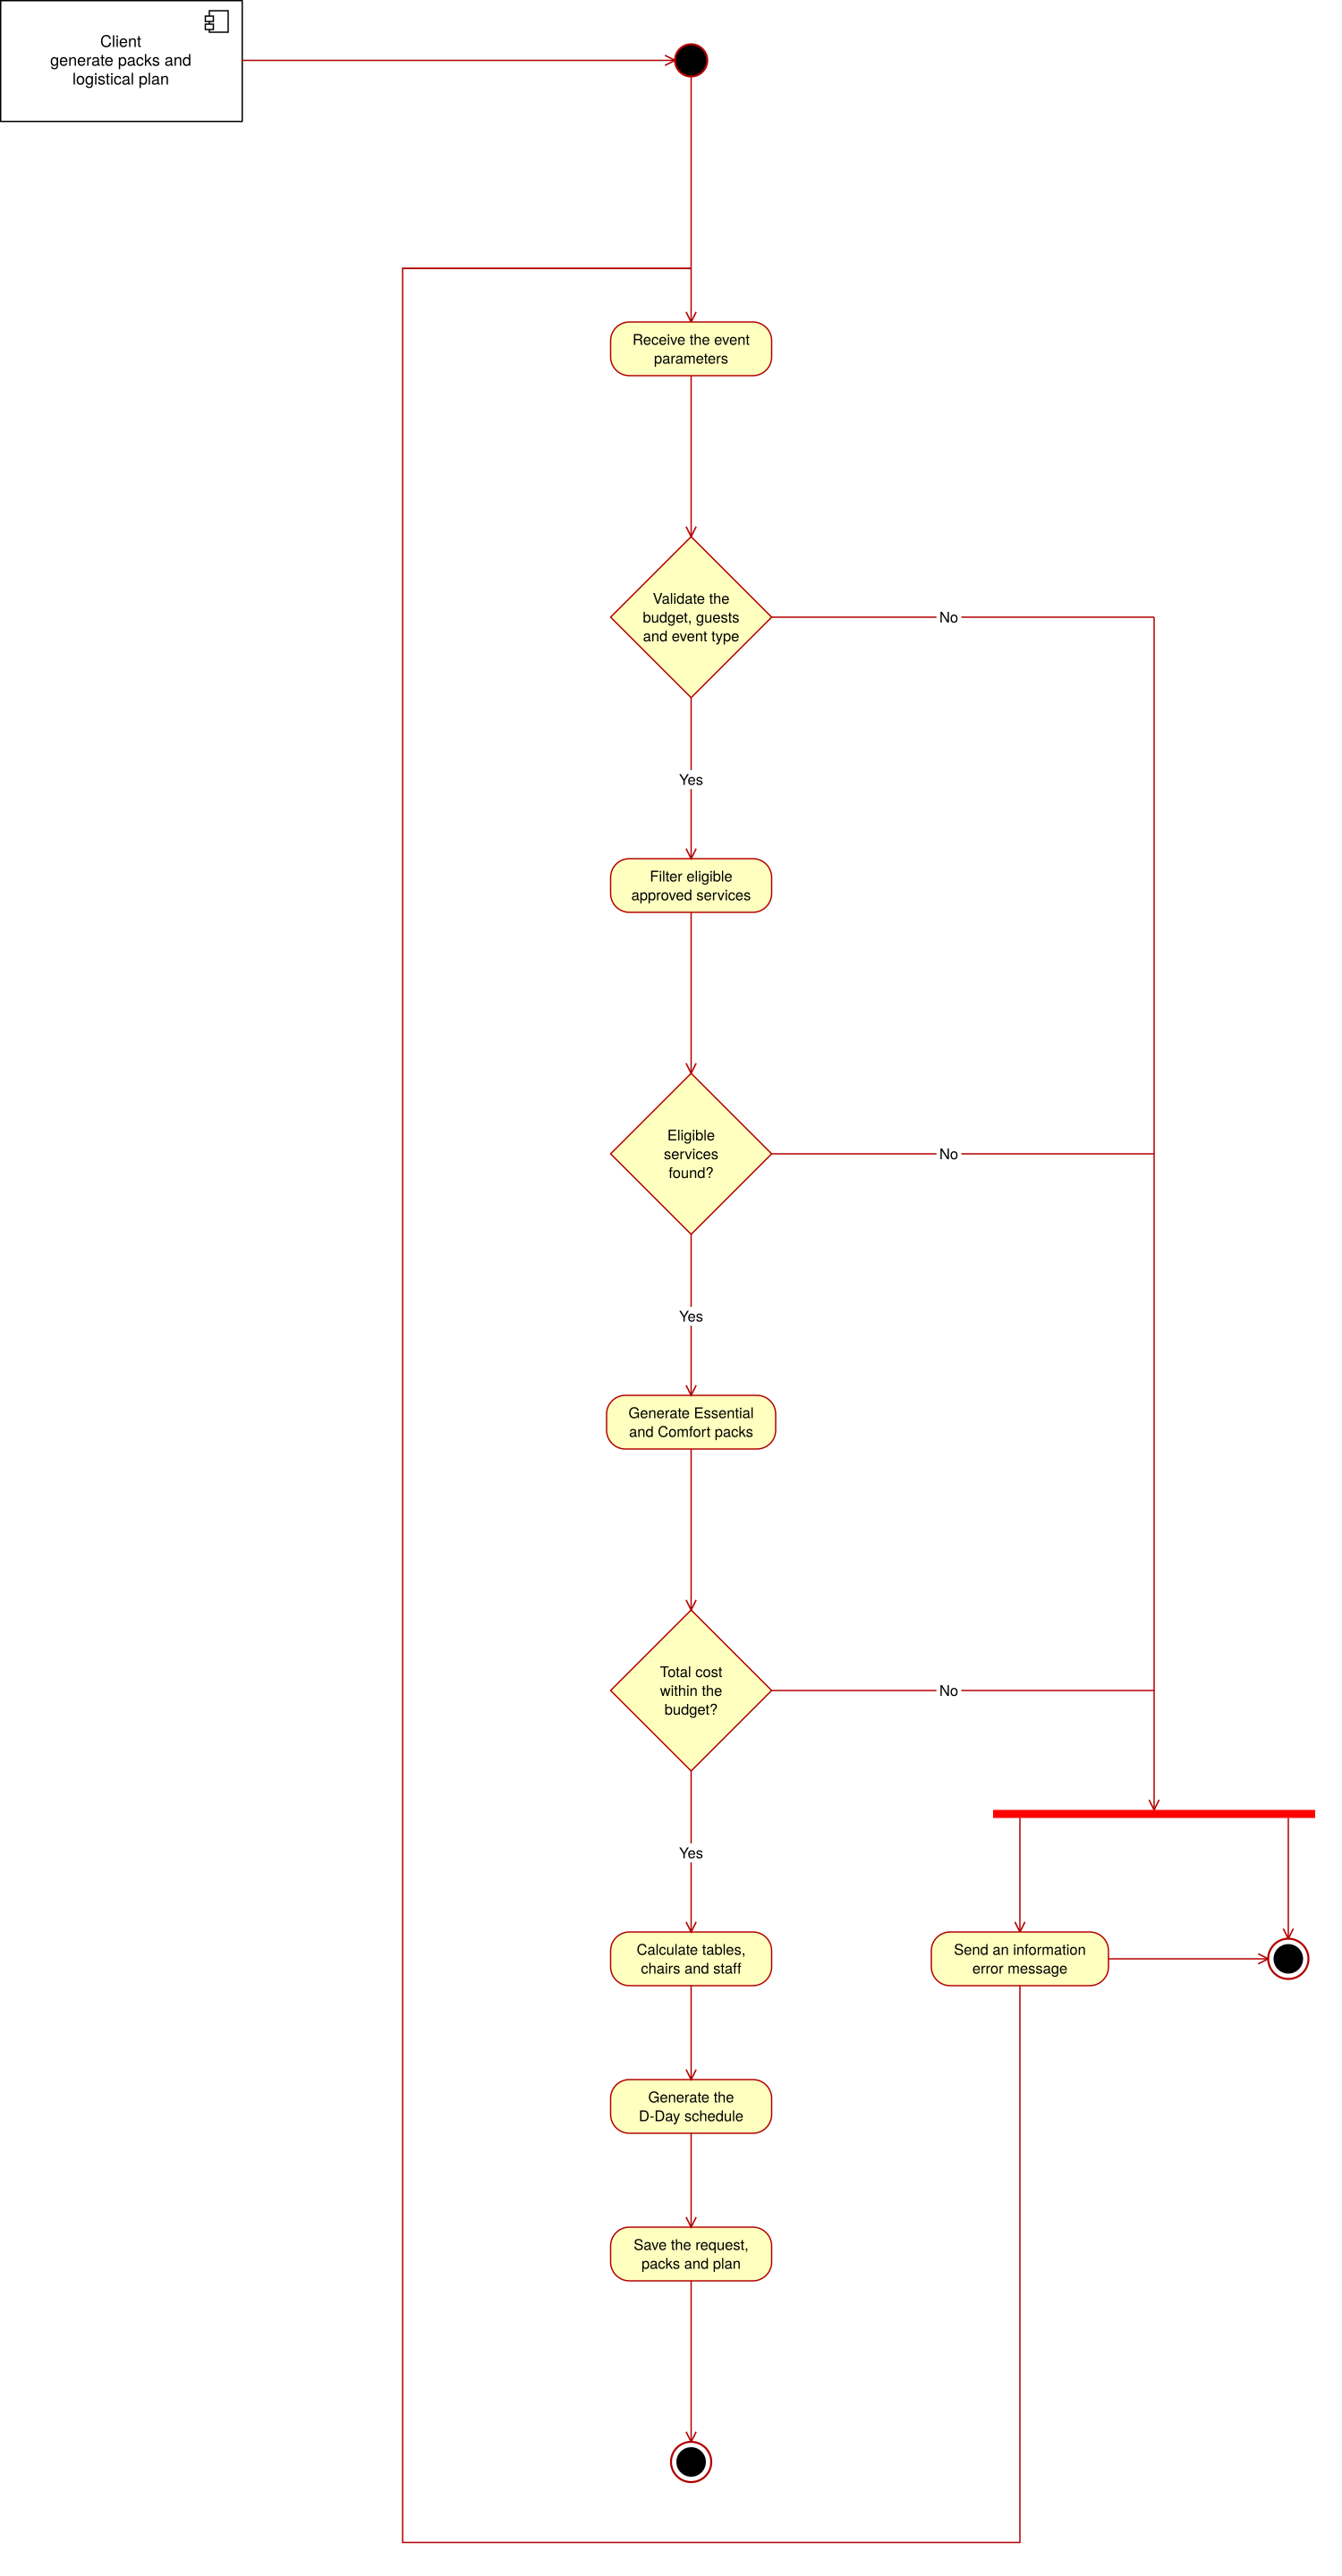 Client
generate packs and
logistical plan
Receive the event
parameters
Validate the
budget, guests
and event type
No
Yes
Filter eligible
approved services
Eligible
services
found?
No
Yes
Generate Essential
and Comfort packs
Total cost
within the
budget?
No
Yes
Calculate tables,
chairs and staff
Send an information
error message
Generate the
D-Day schedule
Save the request,
packs and plan